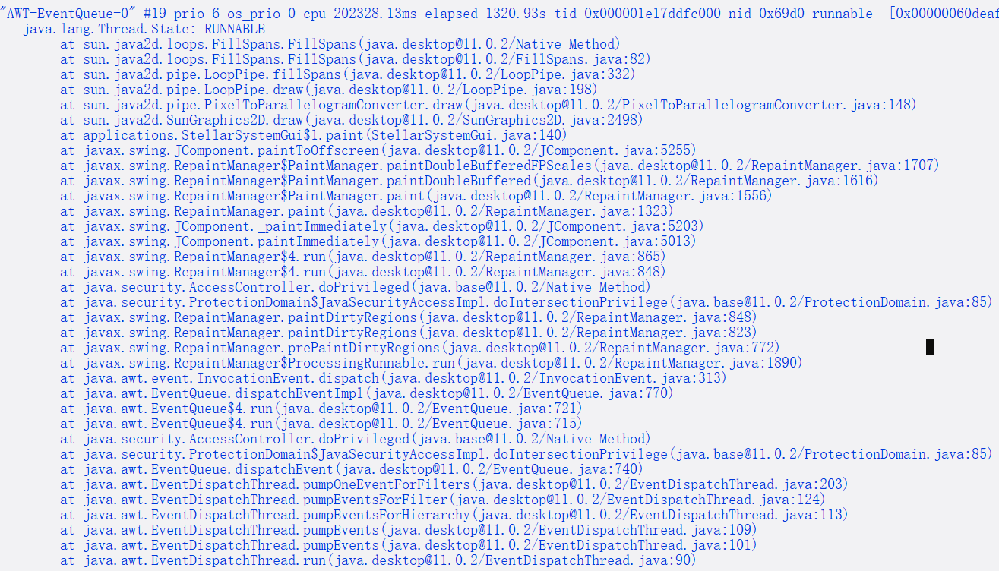 "AWT-EventQueue-0" #19 prio=6 os_prio=0 cpu=202328.13ms elapsed=1320.93s tid=0x000001e17ddfc000 nid=0x69d0 runnable  [0x00000060deaf
java.lang.Thread.State: RUNNABLE
at sun.java2d.loops.FillSpans.FillSpans(java.desktop@11.0.2/Native Method)
at sun.java2d.loops.FillSpans.FillSpans(java.desktop@11.0.2/FillSpans.java:82)
at sun.java2d.pipe.LoopPipe.fillSpans(java.desktop@11.0.2/LoopPipe.java:332)
at sun.java2d.pipe.LoopPipe.draw(java.desktop@11.0.2/LoopPipe.java:198)
at sun.java2d.pipe.PixelToParallelogramConverter.draw(java.desktop@11.0.2/PixelToParallelogramConverter.java:148)
at sun.java2d.SunGraphics2D.draw(java.desktop@11.0.2/SunGraphics2D.java:2498)
at applications.StellarSystemGui$1.paint(StellarSystemGui.java:140)
at javax.swing.JComponent.paintToOffscreen(java.desktop@11.0.2/JComponent.java:5255)
at javax.swing.RepaintManager$PaintManager.paintDoubleBufferedFPScales(java.desktop@11.0.2/RepaintManager.java:1707)
at javax.swing.RepaintManager$PaintManager.paintDoubleBuffered(java.desktop@11.0.2/RepaintManager.java:1616)
at javax.swing.RepaintManager$PaintManager.paint(java.desktop@11.0.2/RepaintManager.java:1556)
at javax.swing.RepaintManager.paint(java.desktop@11.0.2/RepaintManager.java:1323)
at javax.swing.JComponent._paintImmediately(java.desktop@11.0.2/JComponent.java:5203)
at javax.swing.JComponent.paintImmediately(java.desktop@11.0.2/JComponent.java:5013)
at javax.swing.RepaintManager$4.run(java.desktop@11.0.2/RepaintManager.java:865)
at javax.swing.RepaintManager$4.run(java.desktop@11.0.2/RepaintManager.java:848)
at java.security.AccessController.doPrivileged(java.base@11.0.2/Native Method)
at java.security.ProtectionDomain$JavaSecurityAccessImpl.doIntersectionPrivilege(java.base@11.0.2/ProtectionDomain.java:85)
at javax.swing.RepaintManager.paintDirtyRegions(java.desktop@11.0.2/RepaintManager.java:848)
at javax.swing.RepaintManager.paintDirtyRegions(java.desktop@11.0.2/RepaintManager.java:823)
at javax.swing.RepaintManager.prePaintDirtyRegions(java.desktop@11.0.2/RepaintManager.java:772)
at javax.swing.RepaintManager$ProcessingRunnable.run(java.desktop@11.0.2/RepaintManager.java:1890)
at java.awt.event.InvocationEvent.dispatch(java.desktop@11.0.2/InvocationEvent.java:313)
at java.awt.EventQueue.dispatchEventImpl(java.desktop@11.0.2/EventQueue.java:770)
at java.awt.EventQueue$4.run(java.desktop@11.0.2/EventQueue.java:721)
at java.awt.EventQueue$4.run(java.desktop@11.0.2/EventQueue.java:715)
at java.security.AccessController.doPrivileged(java.base@11.0.2/Native Method)
at java.security.ProtectionDomain$JavaSecurityAccessImpl.doIntersectionPrivilege(java.base@11.0.2/ProtectionDomain.java:85)
at java.awt.EventQueue.dispatchEvent(java.desktop@11.0.2/EventQueue.java:740)
at java.awt.EventDispatchThread.pumpOneEventForFilters(java.desktop@11.0.2/EventDispatchThread.java:203)
at java.awt.EventDispatchThread.pumpEventsForFilter(java.desktop@11.0.2/EventDispatchThread.java:124)
at java.awt.EventDispatchThread.pumpEventsForHierarchy(java.desktop@11.0.2/EventDispatchThread.java:113)
at java.awt.EventDispatchThread.pumpEvents(java.desktop@11.0.2/EventDispatchThread.java:109)
at java.awt.EventDispatchThread.pumpEvents(java.desktop@11.0.2/EventDispatchThread.java:101)
at java.awt.EventDispatchThread.run(java.desktop@11.0.2/EventDispatchThread.java:90)